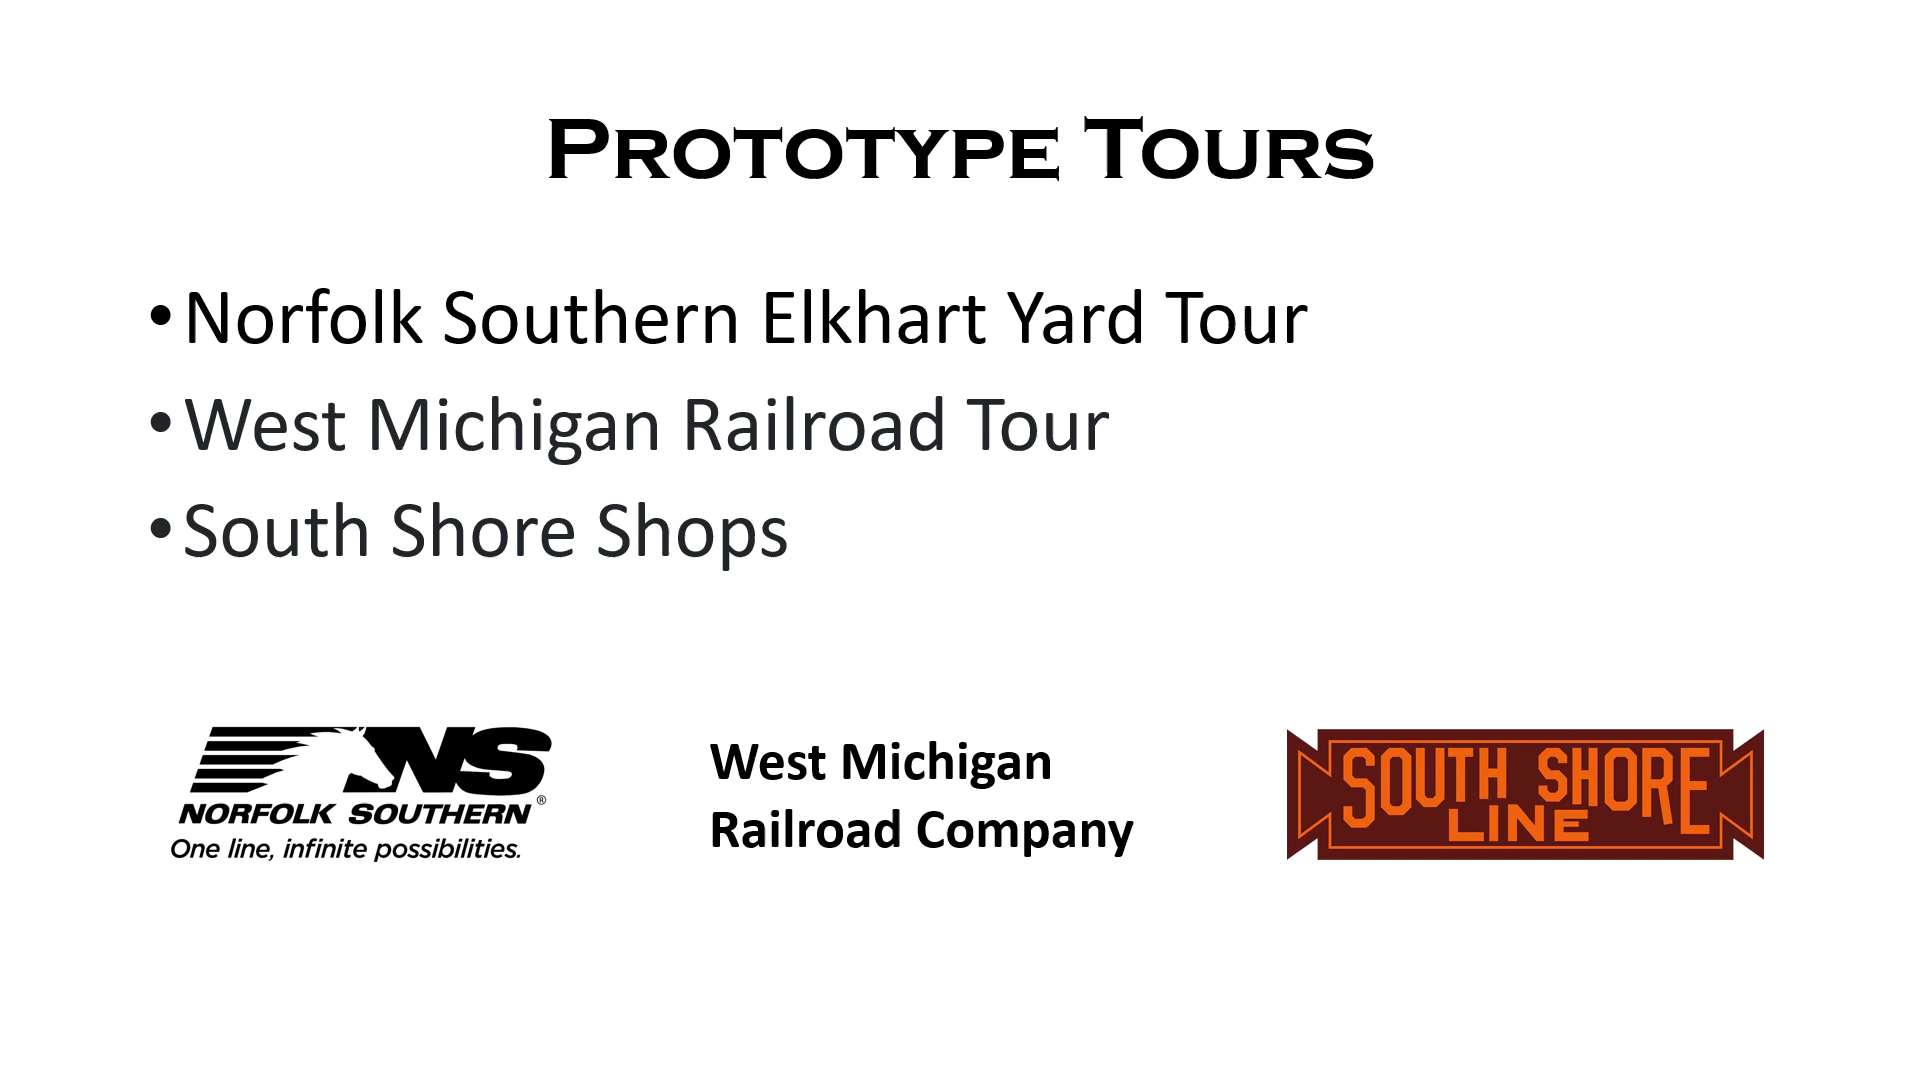 Prototype Tours
• Norfolk Southern Elkhart Yard Tour
• West Michigan Railroad Tour
• South Shore Shops
NS
NORFOLK SOUTHERN®
One line, infinite possibilities.
West Michigan
Railroad Company
SOUTH SHORE
LINE